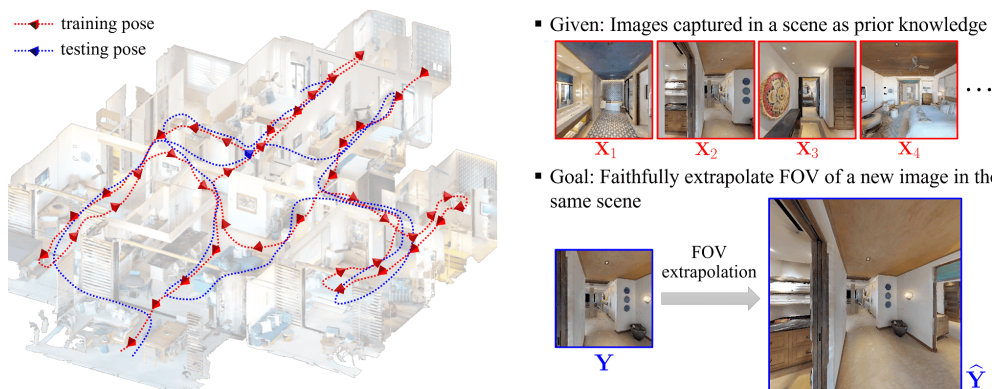 training pose
testing pose
▪ Given: Images captured in a scene as prior knowledge
X₁ X₂ X₃ X₄ ...
▪ Goal: Faithfully extrapolate FOV of a new image in the
same scene
FOV
extrapolation
Y
Ŷ